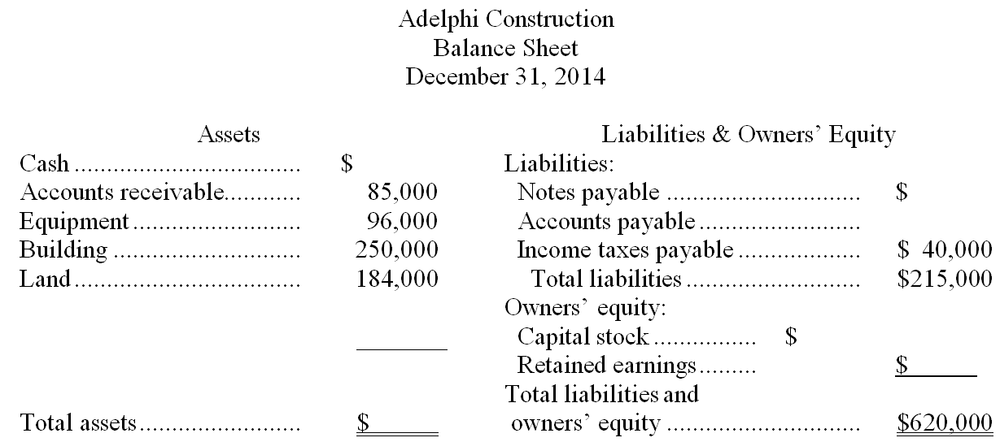 Adelphi Construction
Balance Sheet
December 31, 2014
Assets Liabilities & Owners’ Equity
Cash ................................... $ Liabilities:
Accounts receivable............ 85,000 Notes payable .............................. $
Equipment .......................... 96,000 Accounts payable .........................
Building ............................. 250,000 Income taxes payable ................... $ 40,000
Land ................................... 184,000 Total liabilities ........................... $215,000
Owners’ equity:
Capital stock ................ $
Retained earnings ......... $
Total liabilities and
Total assets ......................... $ owners’ equity .............................. $620,000